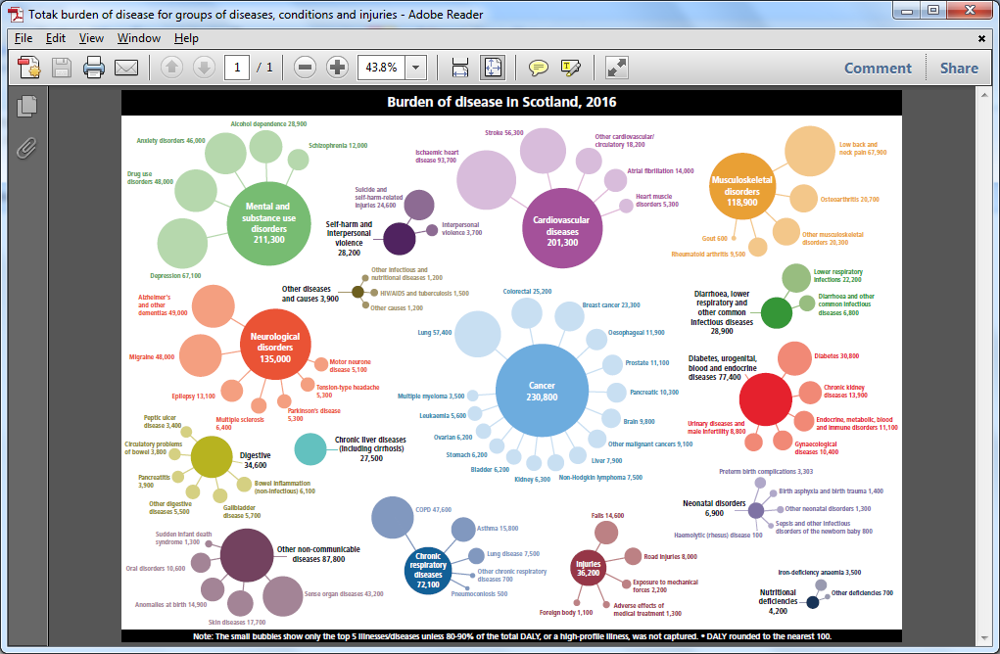 Totak burden of disease for groups of diseases, conditions and injuries - Adobe Reader
File Edit View Window Help
1 / 1
43.8%
Comment
Share
Burden of disease in Scotland, 2016
Alcohol dependence 28,900
Anxiety disorders 46,000
Schizophrenia 12,000
Drug use
disorders 48,000
Mental and
substance use
disorders
211,300
Depression 67,100
Suicide and
self-harm-related
injuries 24,600
Self-harm and
interpersonal
violence
28,200
Interpersonal
violence 3,700
Stroke 56,300
Ischaemic heart
disease 93,700
Other cardiovascular/
circulatory 18,200
Atrial fibrillation 14,000
Heart muscle
disorders 5,300
Cardiovascular
diseases
201,300
Low back and
neck pain 67,900
Musculoskeletal
disorders
118,900
Osteoarthritis 20,700
Other musculoskeletal
disorders 20,300
Gout 600
Rheumatoid arthritis 9,500
Other infectious and
nutritional diseases 1,200
Other diseases
and causes 3,900
HIV/AIDS and tuberculosis 1,500
Other causes 1,200
Lower respiratory
infections 22,200
Diarrhoea, lower
respiratory and
other common
infectious diseases
28,900
Diarrhoea and other
common infectious
diseases 6,800
Alzheimer's
and other
dementias 49,000
Neurological
disorders
135,000
Migraine 48,000
Motor neurone
disease 5,100
Tension-type headache
5,300
Epilepsy 13,100
Parkinson's disease
5,300
Multiple sclerosis
6,400
Colorectal 25,200
Breast cancer 23,300
Lung 57,400
Oesophageal 11,900
Prostate 11,100
Cancer
230,800
Pancreatic 10,300
Multiple myeloma 3,500
Leukaemia 5,600
Brain 9,800
Ovarian 6,200
Other malignant cancers 9,100
Stomach 6,200
Liver 7,900
Bladder 6,200
Kidney 6,300
Non-Hodgkin lymphoma 7,500
Diabetes, urogenital,
blood and endocrine
diseases 77,400
Diabetes 30,800
Chronic kidney
diseases 13,900
Endocrine, metabolic, blood
and immune disorders 11,100
Urinary diseases and
male infertility 8,800
Gynaecological
diseases 10,400
Peptic ulcer
disease 3,400
Circulatory problems
of bowel 3,800
Digestive
34,600
Pancreatitis
3,900
Bowel inflammation
(non-infectious) 6,100
Other digestive
diseases 5,500
Gallbladder
disease 5,700
Chronic liver diseases
(including cirrhosis)
27,500
Preterm birth complications 3,303
Birth asphyxia and birth trauma 1,400
Neonatal disorders
6,900
Other neonatal disorders 1,300
Sepsis and other infectious
disorders of the newborn baby 800
Haemolytic (rhesus) disease 100
Sudden infant death
syndrome 1,300
Other non-communicable
diseases 87,800
Oral disorders 10,600
Sense organ diseases 43,200
Anomalies at birth 14,900
Skin diseases 17,700
COPD 47,600
Asthma 15,800
Lung disease 7,500
Chronic
respiratory
diseases
72,100
Other chronic respiratory
diseases 700
Pneumoconiosis 500
Falls 14,600
Road injuries 8,000
Injuries
36,200
Exposure to mechanical
forces 2,200
Foreign body 1,100
Adverse effects of
medical treatment 1,300
Iron-deficiency anaemia 3,500
Nutritional
deficiencies
4,200
Other deficiencies 700
Note: The small bubbles show only the top 5 illnesses/diseases unless 80-90% of the total DALY, or a high-profile illness, was not captured. • DALY rounded to the nearest 100.